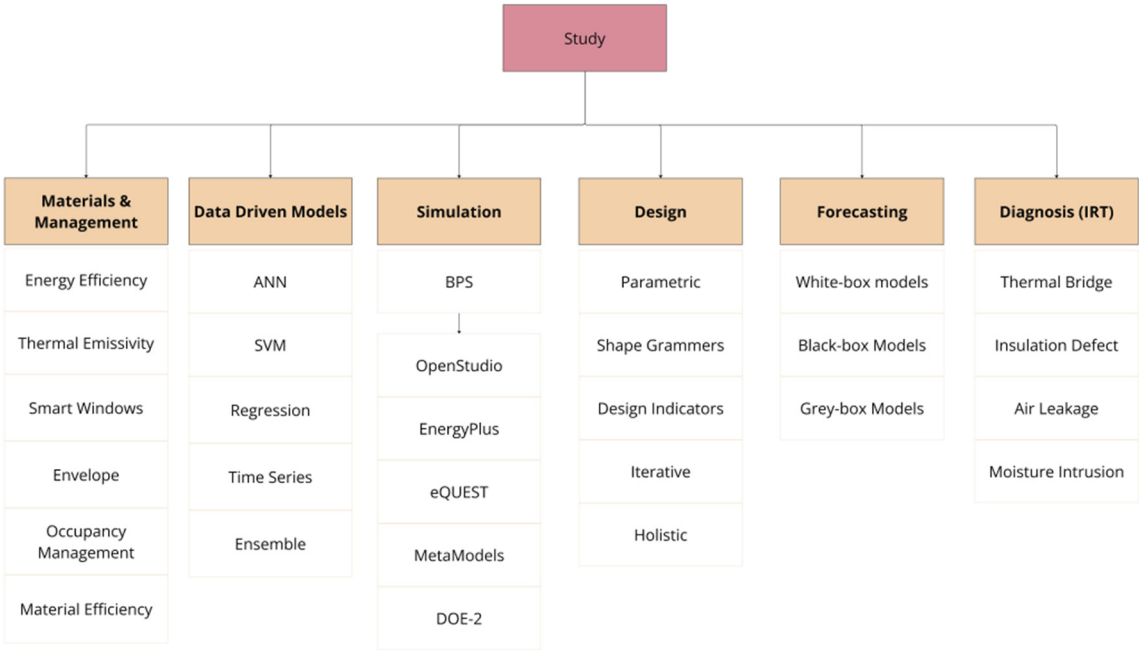 Study
Materials &
Management
Energy Efficiency
Thermal Emissivity
Smart Windows
Envelope
Occupancy
Management
Material Efficiency
Data Driven Models
ANN
SVM
Regression
Time Series
Ensemble
Simulation
BPS
OpenStudio
EnergyPlus
eQUEST
MetaModels
DOE-2
Design
Parametric
Shape Grammers
Design Indicators
Iterative
Holistic
Forecasting
White-box models
Black-box Models
Grey-box Models
Diagnosis (IRT)
Thermal Bridge
Insulation Defect
Air Leakage
Moisture Intrusion